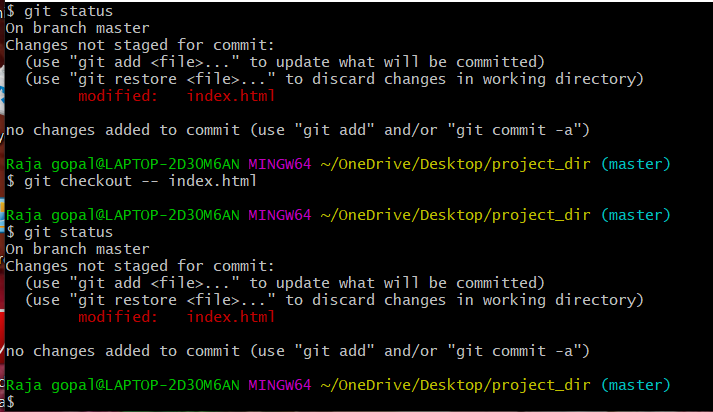 $ git status
On branch master
Changes not staged for commit:
  (use "git add <file>..." to update what will be committed)
  (use "git restore <file>..." to discard changes in working directory)
        modified:   index.html

no changes added to commit (use "git add" and/or "git commit -a")

Raja gopal@LAPTOP-2D3OM6AN MINGW64 ~/OneDrive/Desktop/project_dir (master)
$ git checkout -- index.html

Raja gopal@LAPTOP-2D3OM6AN MINGW64 ~/OneDrive/Desktop/project_dir (master)
$ git status
On branch master
Changes not staged for commit:
  (use "git add <file>..." to update what will be committed)
  (use "git restore <file>..." to discard changes in working directory)
        modified:   index.html

no changes added to commit (use "git add" and/or "git commit -a")

Raja gopal@LAPTOP-2D3OM6AN MINGW64 ~/OneDrive/Desktop/project_dir (master)
$